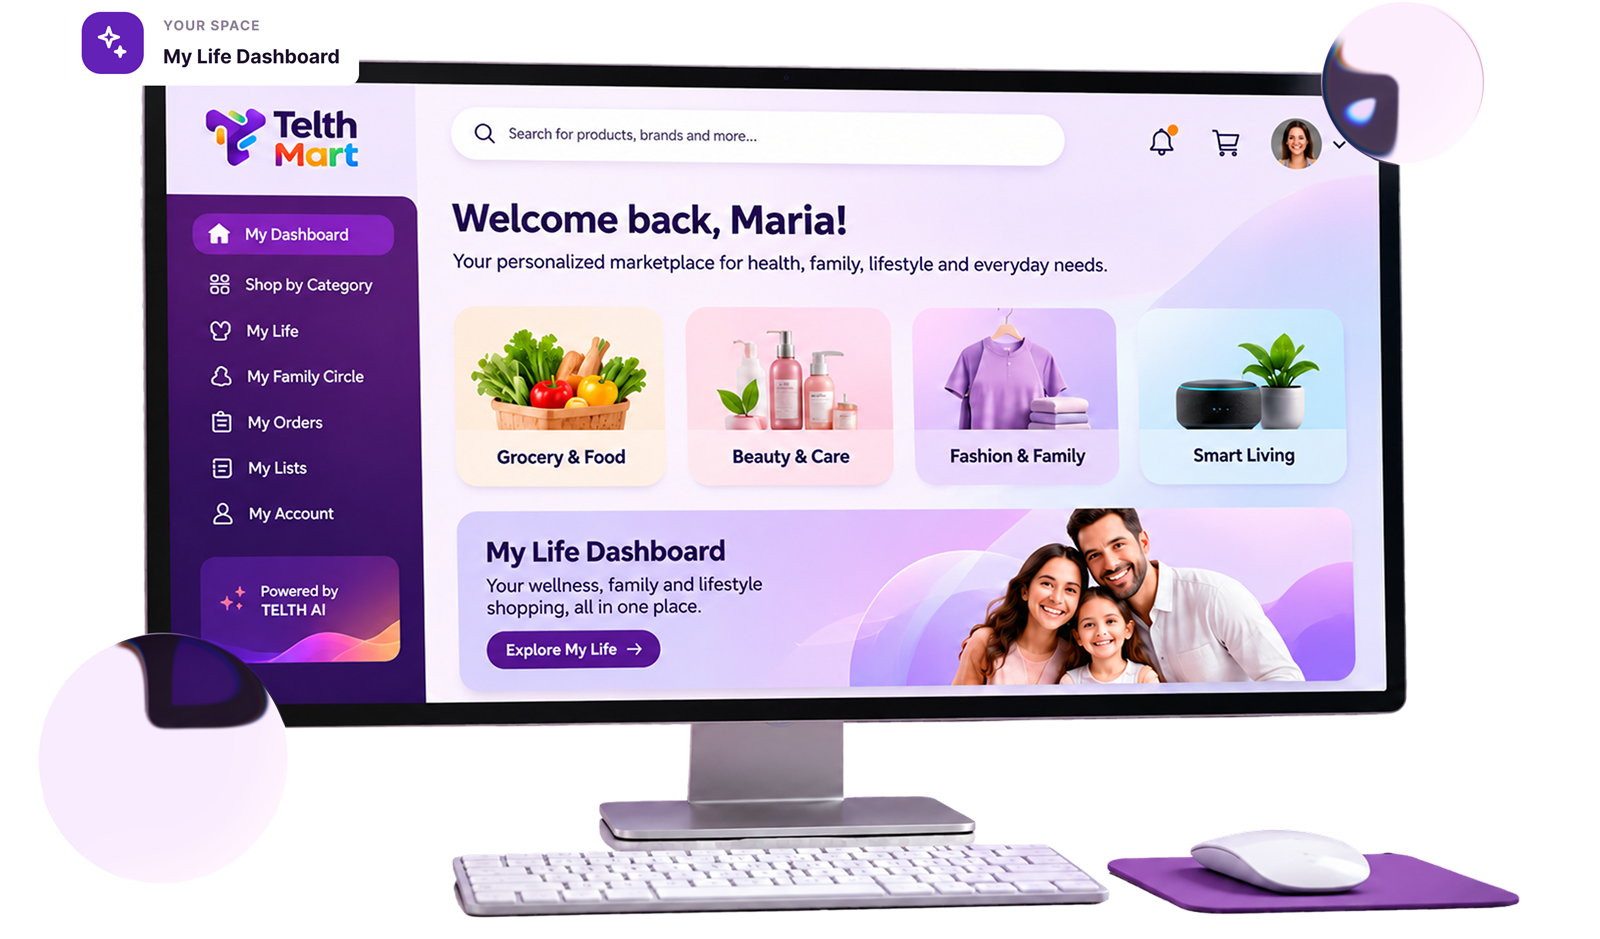 YOUR SPACE
My Life Dashboard
Telth
Mart
Search for products, brands and more...
My Dashboard
Shop by Category
My Life
My Family Circle
My Orders
My Lists
My Account
Powered by
TELTH AI
Welcome back, Maria!
Your personalized marketplace for health, family, lifestyle and everyday needs.
Grocery & Food
Beauty & Care
Fashion & Family
Smart Living
My Life Dashboard
Your wellness, family and lifestyle
shopping, all in one place.
Explore My Life →